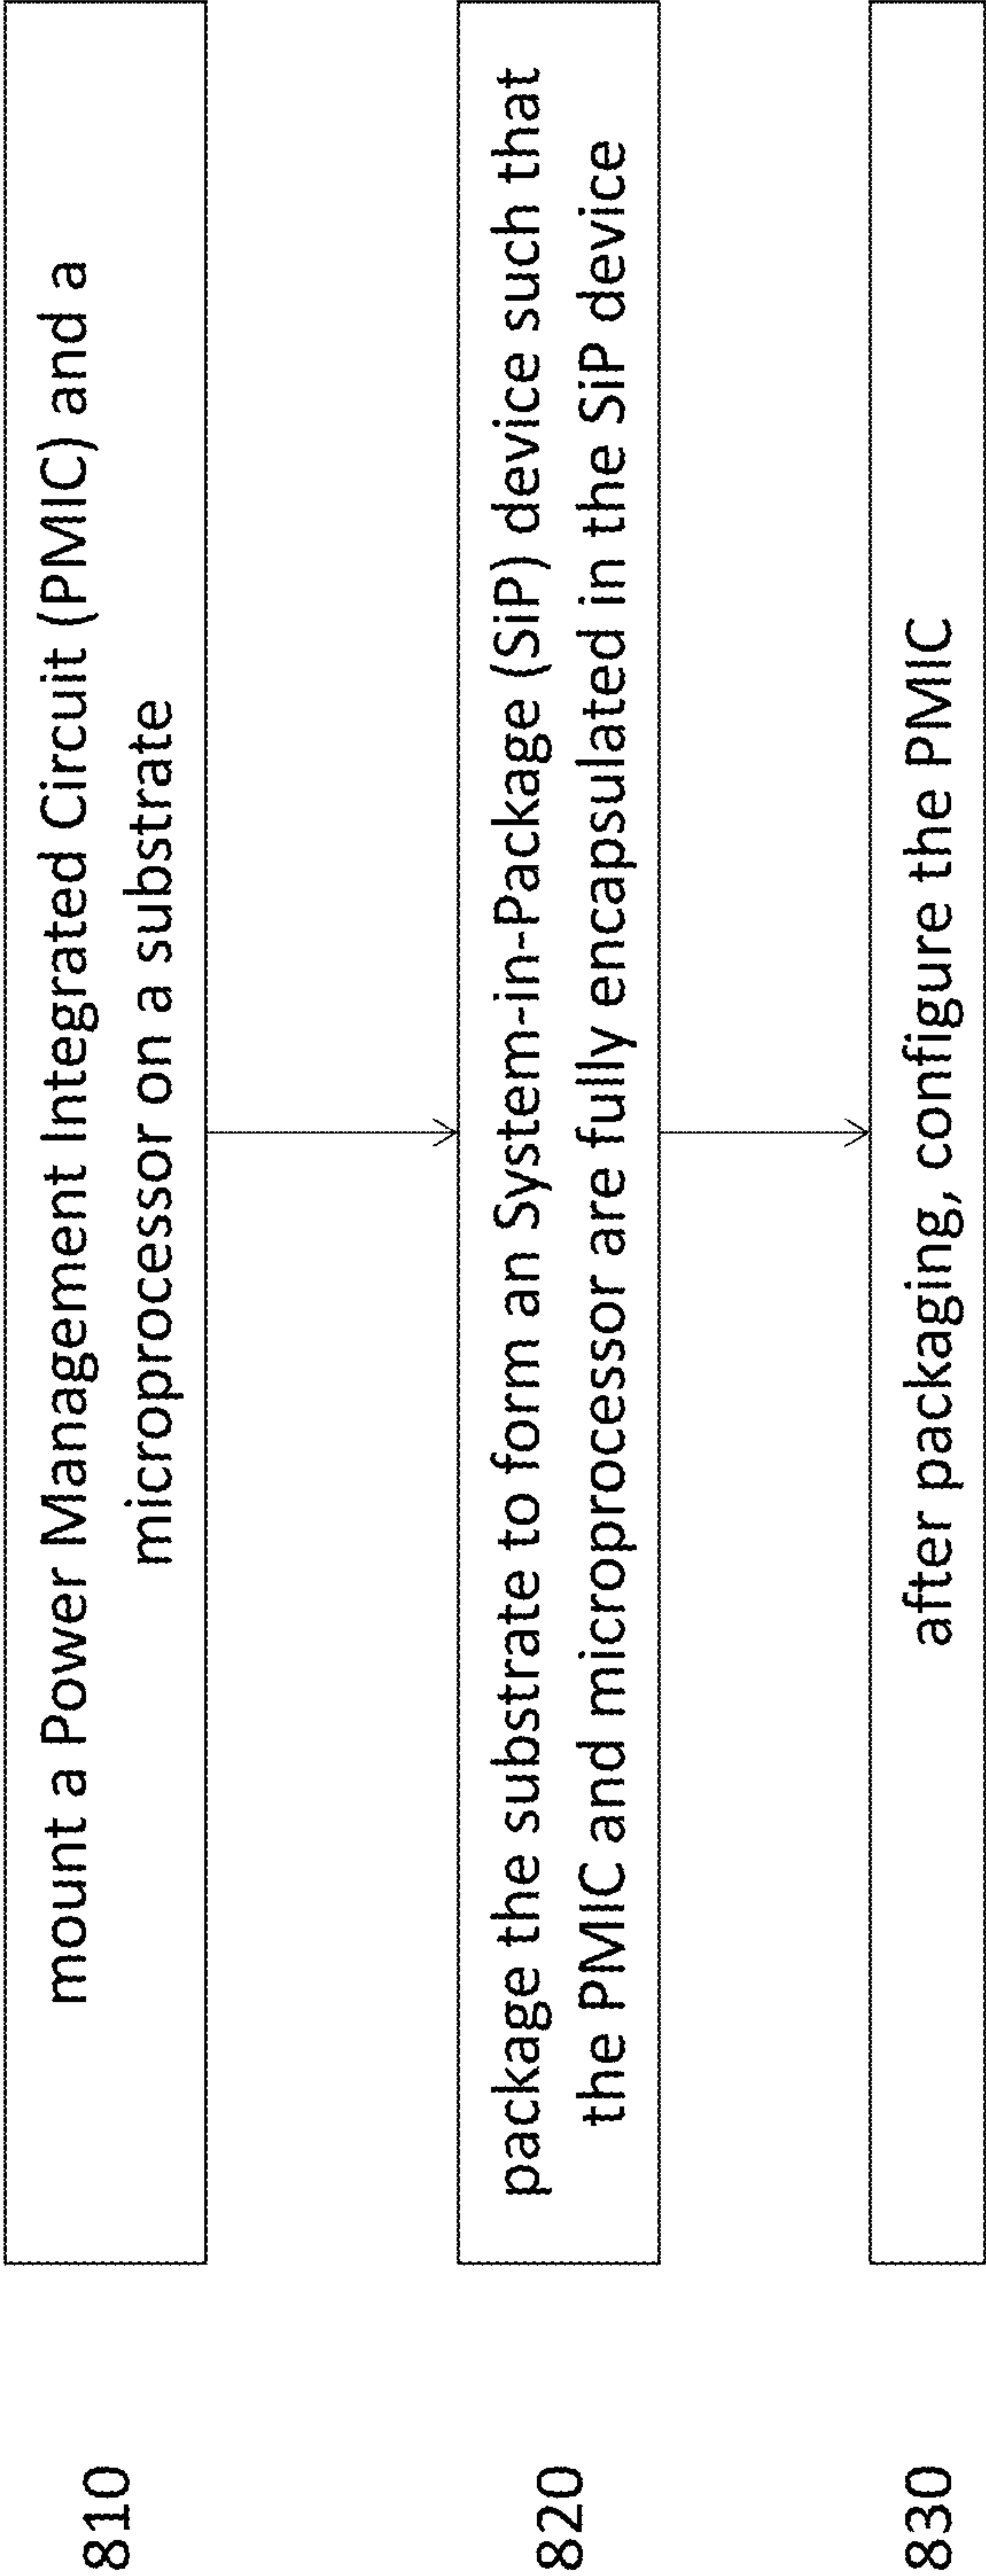 810
mount a Power Management Integrated Circuit (PMIC) and a
microprocessor on a substrate
820
package the substrate to form an System-in-Package (SiP) device such that
the PMIC and microprocessor are fully encapsulated in the SiP device
830
after packaging, configure the PMIC